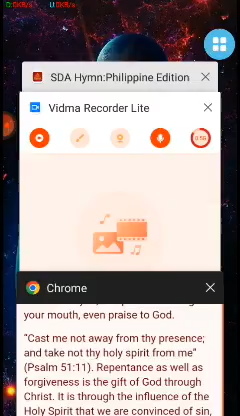 D:0KB/s U:0KB/s
SDA Hymn:Philippine Edition
Vidma Recorder Lite
Chrome
your mouth, even praise to God.
“Cast me not away from thy presence;
and take not thy holy spirit from me”
(Psalm 51:11). Repentance as well as
forgiveness is the gift of God through
Christ. It is through the influence of the
Holy Spirit that we are convinced of sin,